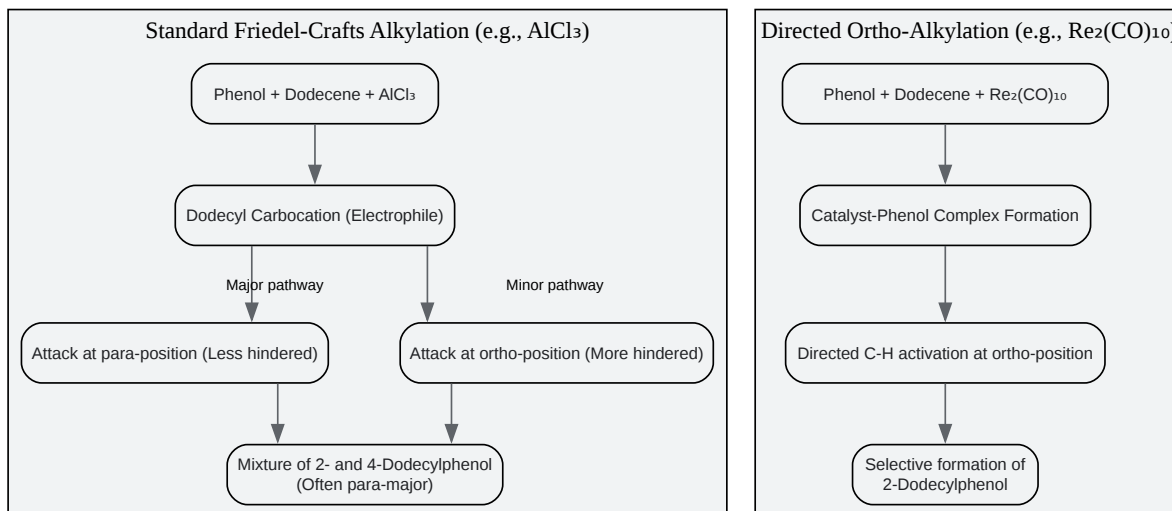 Standard Friedel-Crafts Alkylation (e.g., AlCl₃)
Phenol + Dodecene + AlCl₃
Dodecyl Carbocation (Electrophile)
Major pathway
Minor pathway
Attack at para-position (Less hindered)
Attack at ortho-position (More hindered)
Mixture of 2- and 4-Dodecylphenol
(Often para-major)
Directed Ortho-Alkylation (e.g., Re₂(CO)₁₀)
Phenol + Dodecene + Re₂(CO)₁₀
Catalyst-Phenol Complex Formation
Directed C-H activation at ortho-position
Selective formation of
2-Dodecylphenol